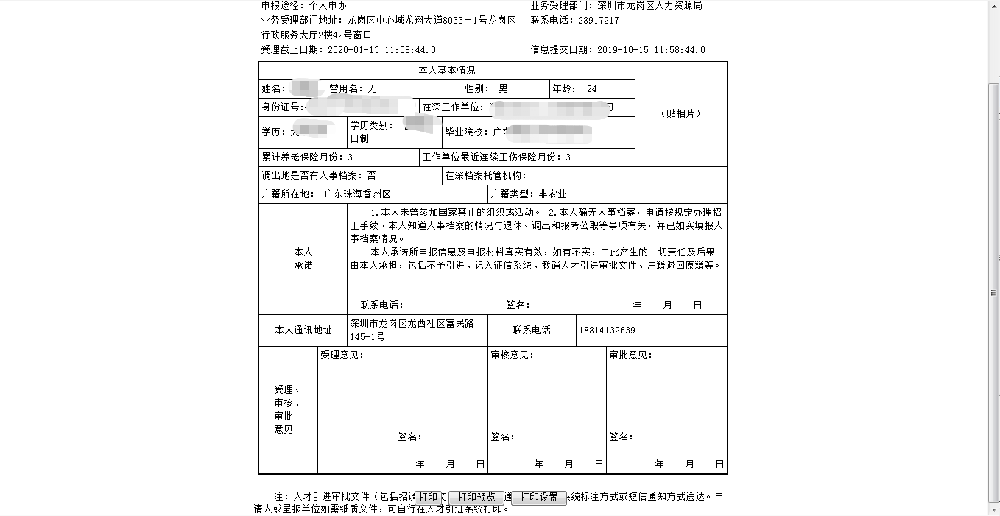 申报途径：个人申办 业务受理部门：深圳市龙岗区人力资源局
业务受理部门地址：龙岗区中心城龙翔大道8033－1号龙岗区 联系电话：28917217
行政服务大厅2楼42号窗口
受理截止日期：2020-01-13 11:58:44.0 信息提交日期：2019-10-15 11:58:44.0
本人基本情况
（贴相片）
姓名： 曾用名：无 性别： 男 年龄： 24
身份证号： 在深工作单位： 司
学历： 学历类别：
日制
毕业院校：广东
累计养老保险月份：3 工作单位最近连续工伤保险月份：3
调出地是否有人事档案：否 在深档案托管机构：
户籍所在地： 广东珠海香洲区 户籍类型：非农业
本人
承诺
1.本人未曾参加国家禁止的组织或活动。 2.本人确无人事档案，申请按规定办理招
工手续。本人知道人事档案的情况与退休、调出和报考公职等事项有关，并已如实填报人
事档案情况。
本人承诺所申报信息及申报材料真实有效，如有不实，由此产生的一切责任及后果
由本人承担，包括不予引进、记入征信系统、撤销人才引进审批文件、户籍退回原籍等。
联系电话： 签名： 年 月 日
本人通讯地址
深圳市龙岗区龙西社区富民路
145-1号
联系电话 18814132639
受理、
审核、
审批
意见
受理意见： 审核意见： 审批意见：
签名： 签名： 签名：
年 月 日 年 月 日 年 月 日
注：人才引进审批文件（包括招调 打印 文 打印预览 通 打印设置 系统标注方式或短信通知方式送达。申
请人或呈报单位如需纸质文件，可自行在人才引进系统打印。